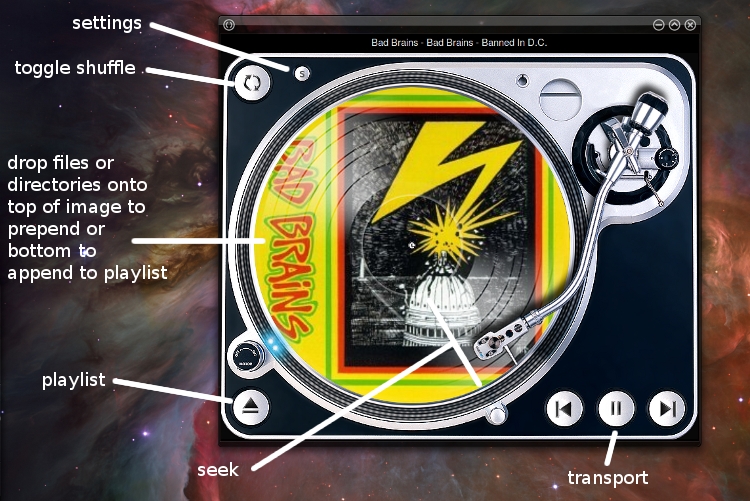 settings
Bad Brains - Bad Brains - Banned In D.C.
toggle shuffle
S
drop files or
directories onto
top of image to
prepend or
bottom to
append to playlist
BAD BRAINS
playlist
seek
transport